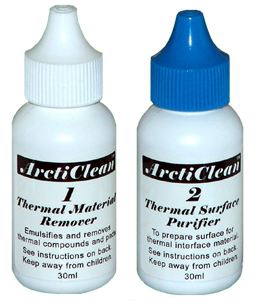 ArctiClean
1
Thermal Material
Remover
Emulsifies and removes
thermal compounds and pads.
See instructions on back.
Keep away from children.
30ml
ArctiClean
2
Thermal Surface
Purifier
To prepare surface for
thermal interface material.
See instructions on back.
Keep away from children.
30ml